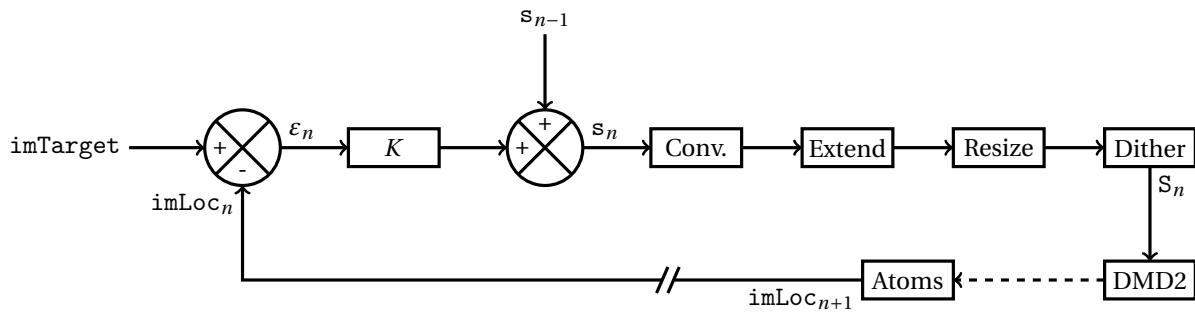 s_{n−1}
+
imTarget
+
-
ε_n
K
+
s_n
Conv.
Extend
Resize
Dither
imLoc_n
S_n
Atoms
DMD2
imLoc_{n+1}